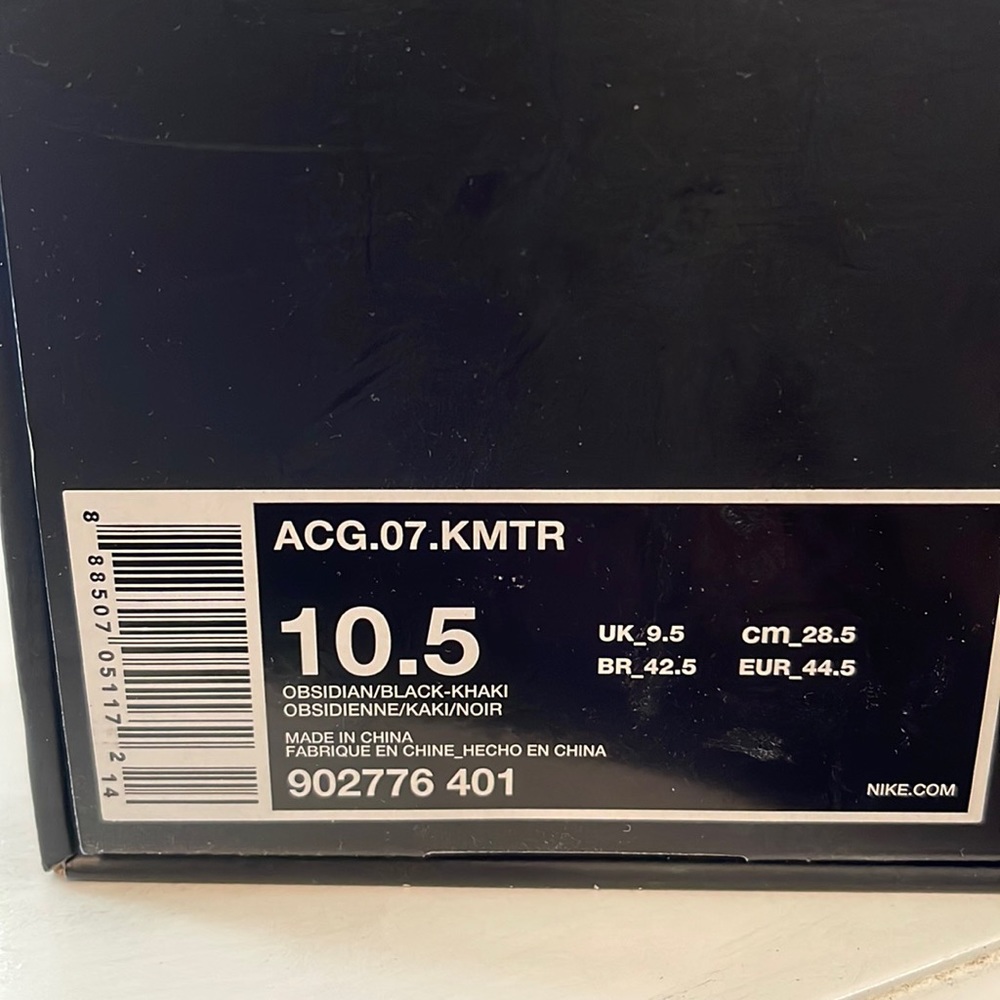 ACG.07.KMTR
10.5
UK_9.5 cm_28.5
BR_42.5 EUR_44.5
OBSIDIAN/BLACK-KHAKI
OBSIDIENNE/KAKI/NOIR
MADE IN CHINA
FABRIQUE EN CHINE_HECHO EN CHINA
902776 401
NIKE.COM
8 88507 05117 2 14